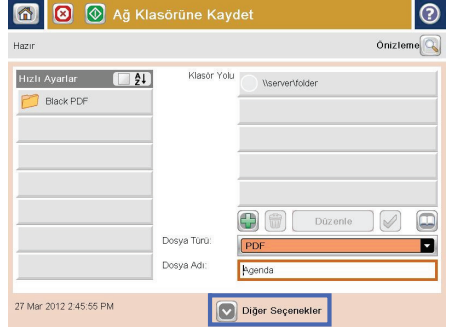 Ağ Klasörüne Kaydet
Hazır
Önizleme
Hızlı Ayarlar
Klasör Yolu
\\server\folder
Black PDF
Düzenle
Dosya Türü:
PDF
Dosya Adı:
Agenda
27 Mar 2012 2:45:55 PM
Diğer Seçenekler